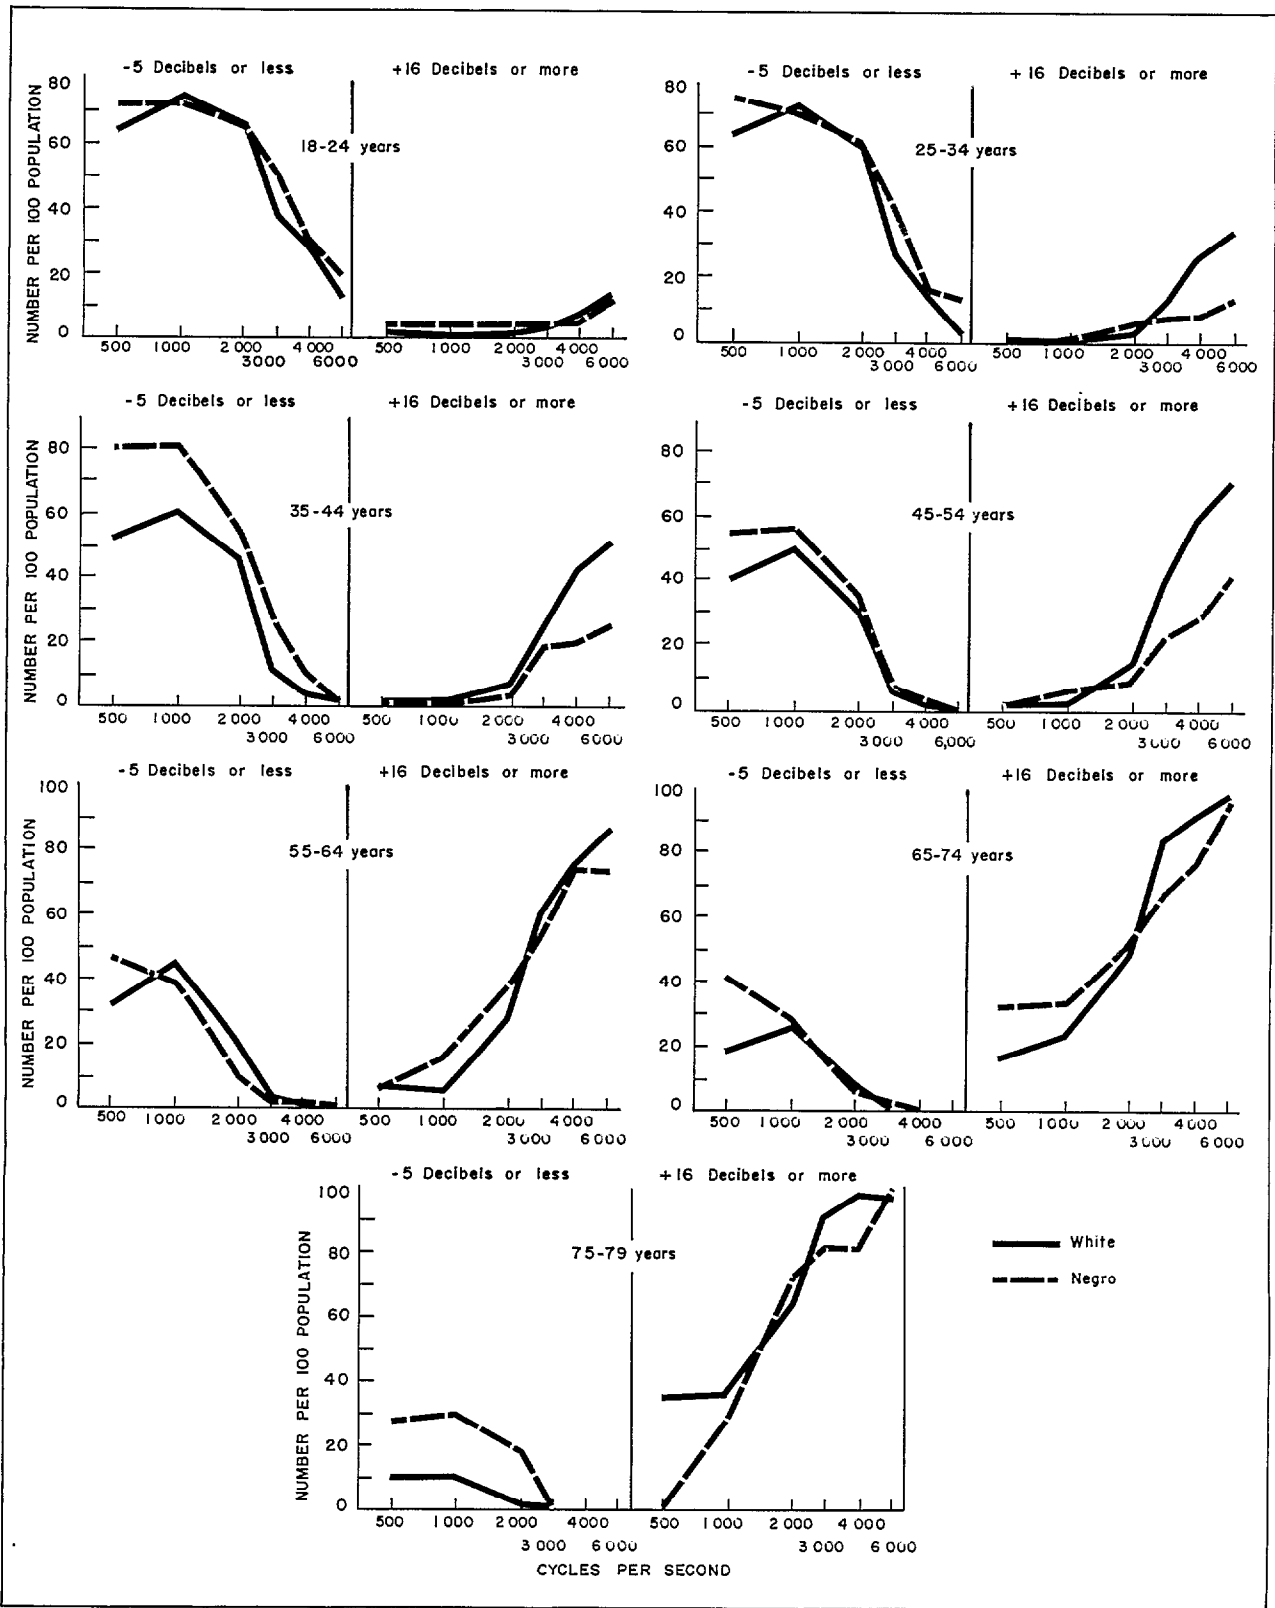 -5 Decibels or less
+16 Decibels or more
-5 Decibels or less
+16 Decibels or more
NUMBER PER 100 POPULATION
80
60
40
20
0
18-24 years
80
60
40
20
0
25-34 years
500 1000 2000 4000 500 1000 2000 4000
3000 6000 3000 6000
500 1000 2000 4000 500 1000 2000 4000
3000 6000 3000 6000
-5 Decibels or less
+16 Decibels or more
-5 Decibels or less
+16 Decibels or more
NUMBER PER 100 POPULATION
80
60
40
20
0
35-44 years
80
60
40
20
0
45-54 years
500 1000 2000 4000 500 1000 2000 4000
3000 6000 3000 6000
500 1000 2000 4000 500 1000 2000 4000
3000 6,000 3000 6000
-5 Decibels or less
+16 Decibels or more
-5 Decibels or less
+16 Decibels or more
NUMBER PER 100 POPULATION
100
80
60
40
20
0
55-64 years
100
80
60
40
20
0
65-74 years
500 1000 2000 4000 500 1000 2000 4000
3000 6000 3000 6000
500 1000 2000 4000 500 1000 2000 4000
3000 6000 3000 6000
-5 Decibels or less
+16 Decibels or more
NUMBER PER 100 POPULATION
100
80
60
40
20
0
75-79 years
White
Negro
500 1000 2000 4000 500 1000 2000 4000
3000 6000 3000 6000
CYCLES PER SECOND